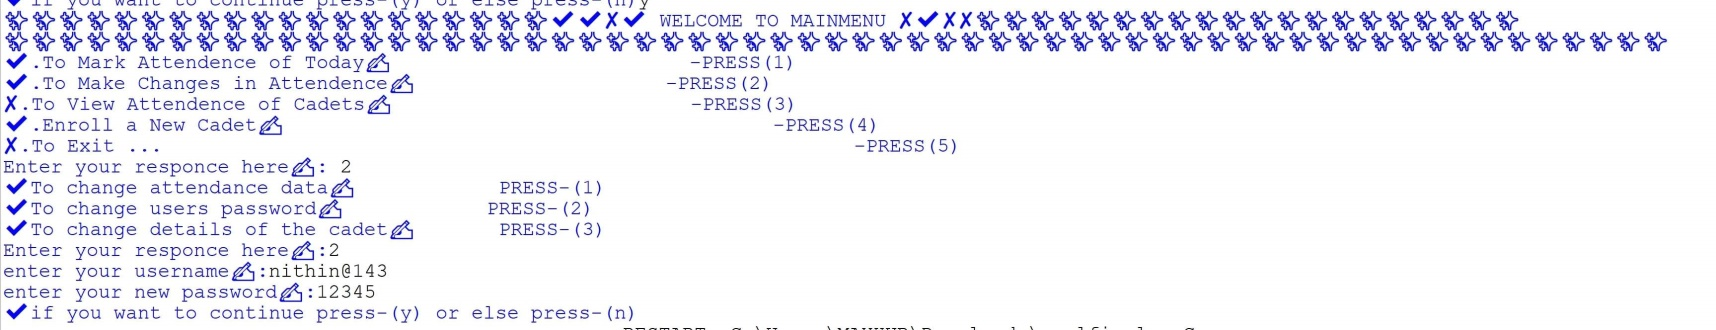 ✔if you want to continue press-(y) or else press-(n)y
✔✔✗✔ WELCOME TO MAINMENU ✗✔✗✗
✔.To Mark Attendence of Today✍ -PRESS(1)
✔.To Make Changes in Attendence✍ -PRESS(2)
✗.To View Attendence of Cadets✍ -PRESS(3)
✔.Enroll a New Cadet✍ -PRESS(4)
✗.To Exit ... -PRESS(5)
Enter your responce here✍: 2
✔To change attendance data✍ PRESS-(1)
✔To change users password✍ PRESS-(2)
✔To change details of the cadet✍ PRESS-(3)
Enter your responce here✍:2
enter your username✍:nithin@143
enter your new password✍:12345
✔if you want to continue press-(y) or else press-(n)
RESTART